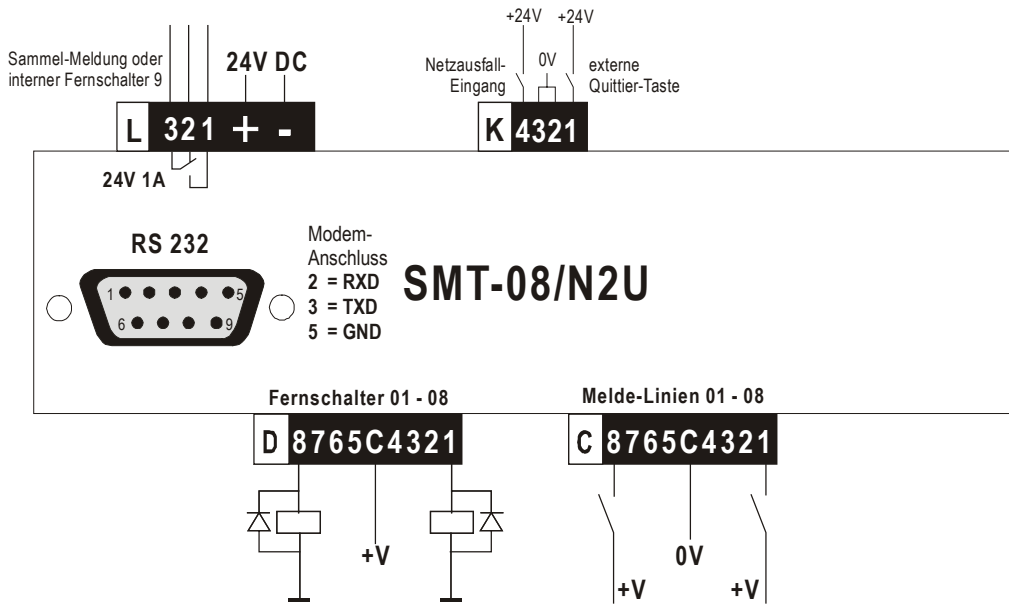 +24V +24V
Sammel-Meldung oder
interner Fernschalter 9
24V DC
Netzausfall-
Eingang
0V
externe
Quittier-Taste
L 321 + -
K 4321
24V 1A
RS 232
Modem-
Anschluss
2 = RXD
3 = TXD
5 = GND
SMT-08/N2U
1 5
6 9
Fernschalter 01 - 08
Melde-Linien 01 - 08
D 8765C4321
C 8765C4321
+V
0V
+V +V